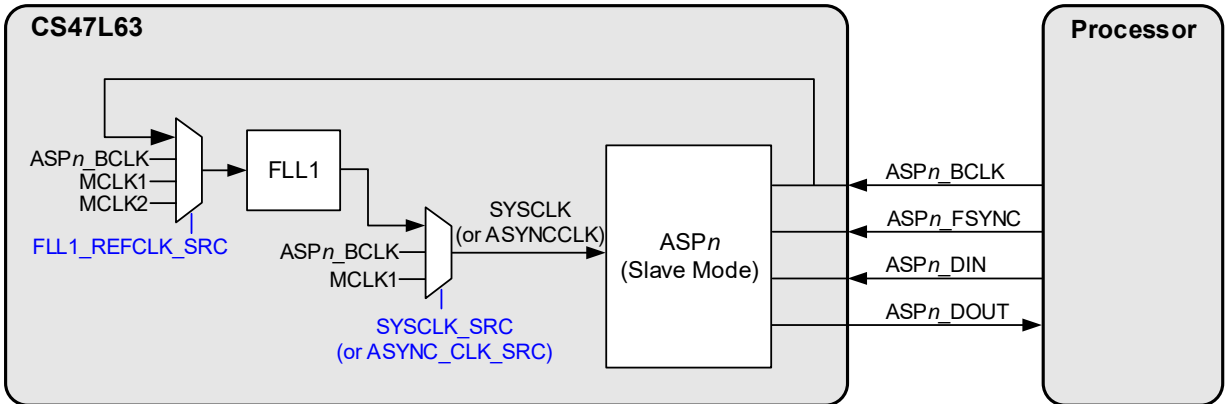 CS47L63
Processor
ASPn_BCLK
MCLK1
MCLK2
FLL1_REFCLK_SRC
FLL1
ASPn_BCLK
MCLK1
SYSCLK
(or ASYNCCLK)
SYSCLK_SRC
(or ASYNC_CLK_SRC)
ASPn
(Slave Mode)
ASPn_BCLK
ASPn_FSYNC
ASPn_DIN
ASPn_DOUT